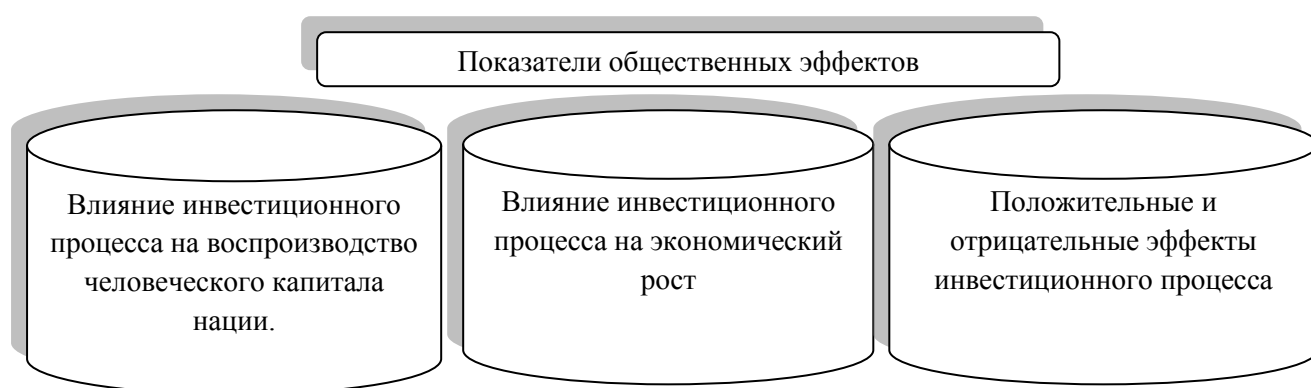 Показатели общественных эффектов
Влияние инвестиционного
процесса на воспроизводство
человеческого капитала
нации.
Влияние инвестиционного
процесса на экономический
рост
Положительные и
отрицательные эффекты
инвестиционного процесса